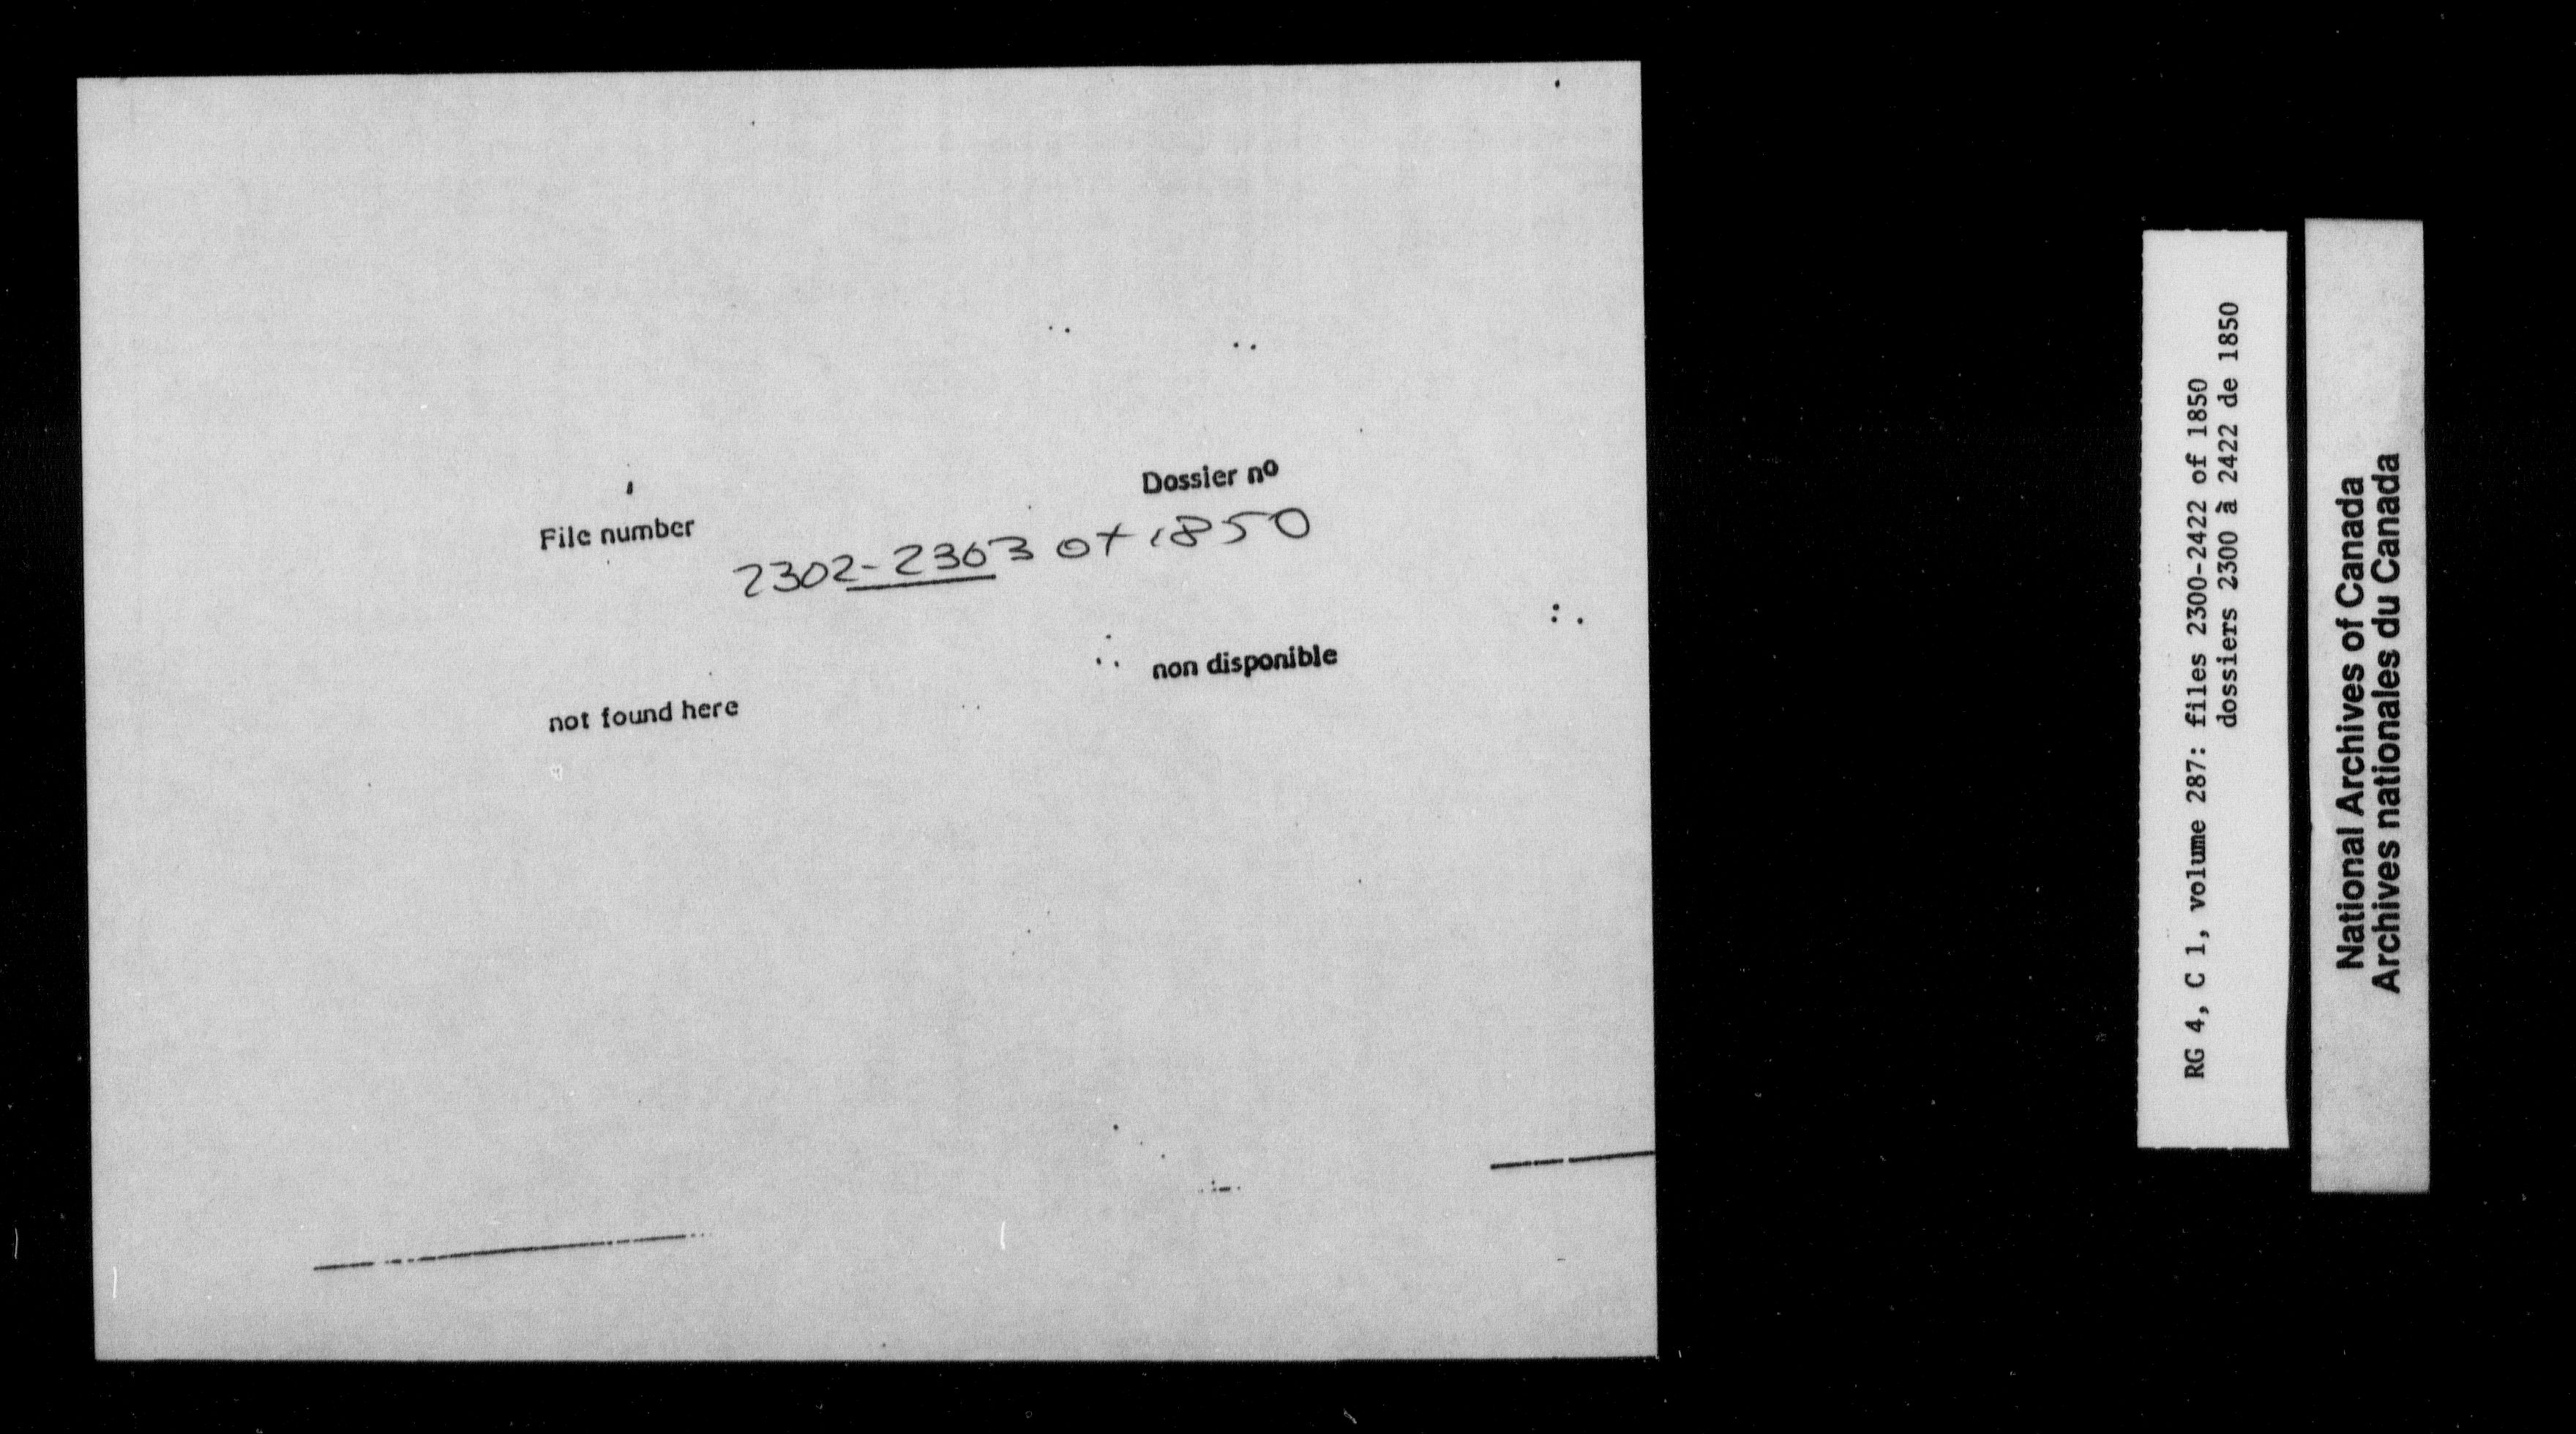 Dossier nº
File number
2302-2303 of 1850
non disponible
not found here
RG 4, C 1, volume 287: files 2300-2422 of 1850
dossiers 2300 à 2422 de 1850
National Archives of Canada
Archives nationales du Canada